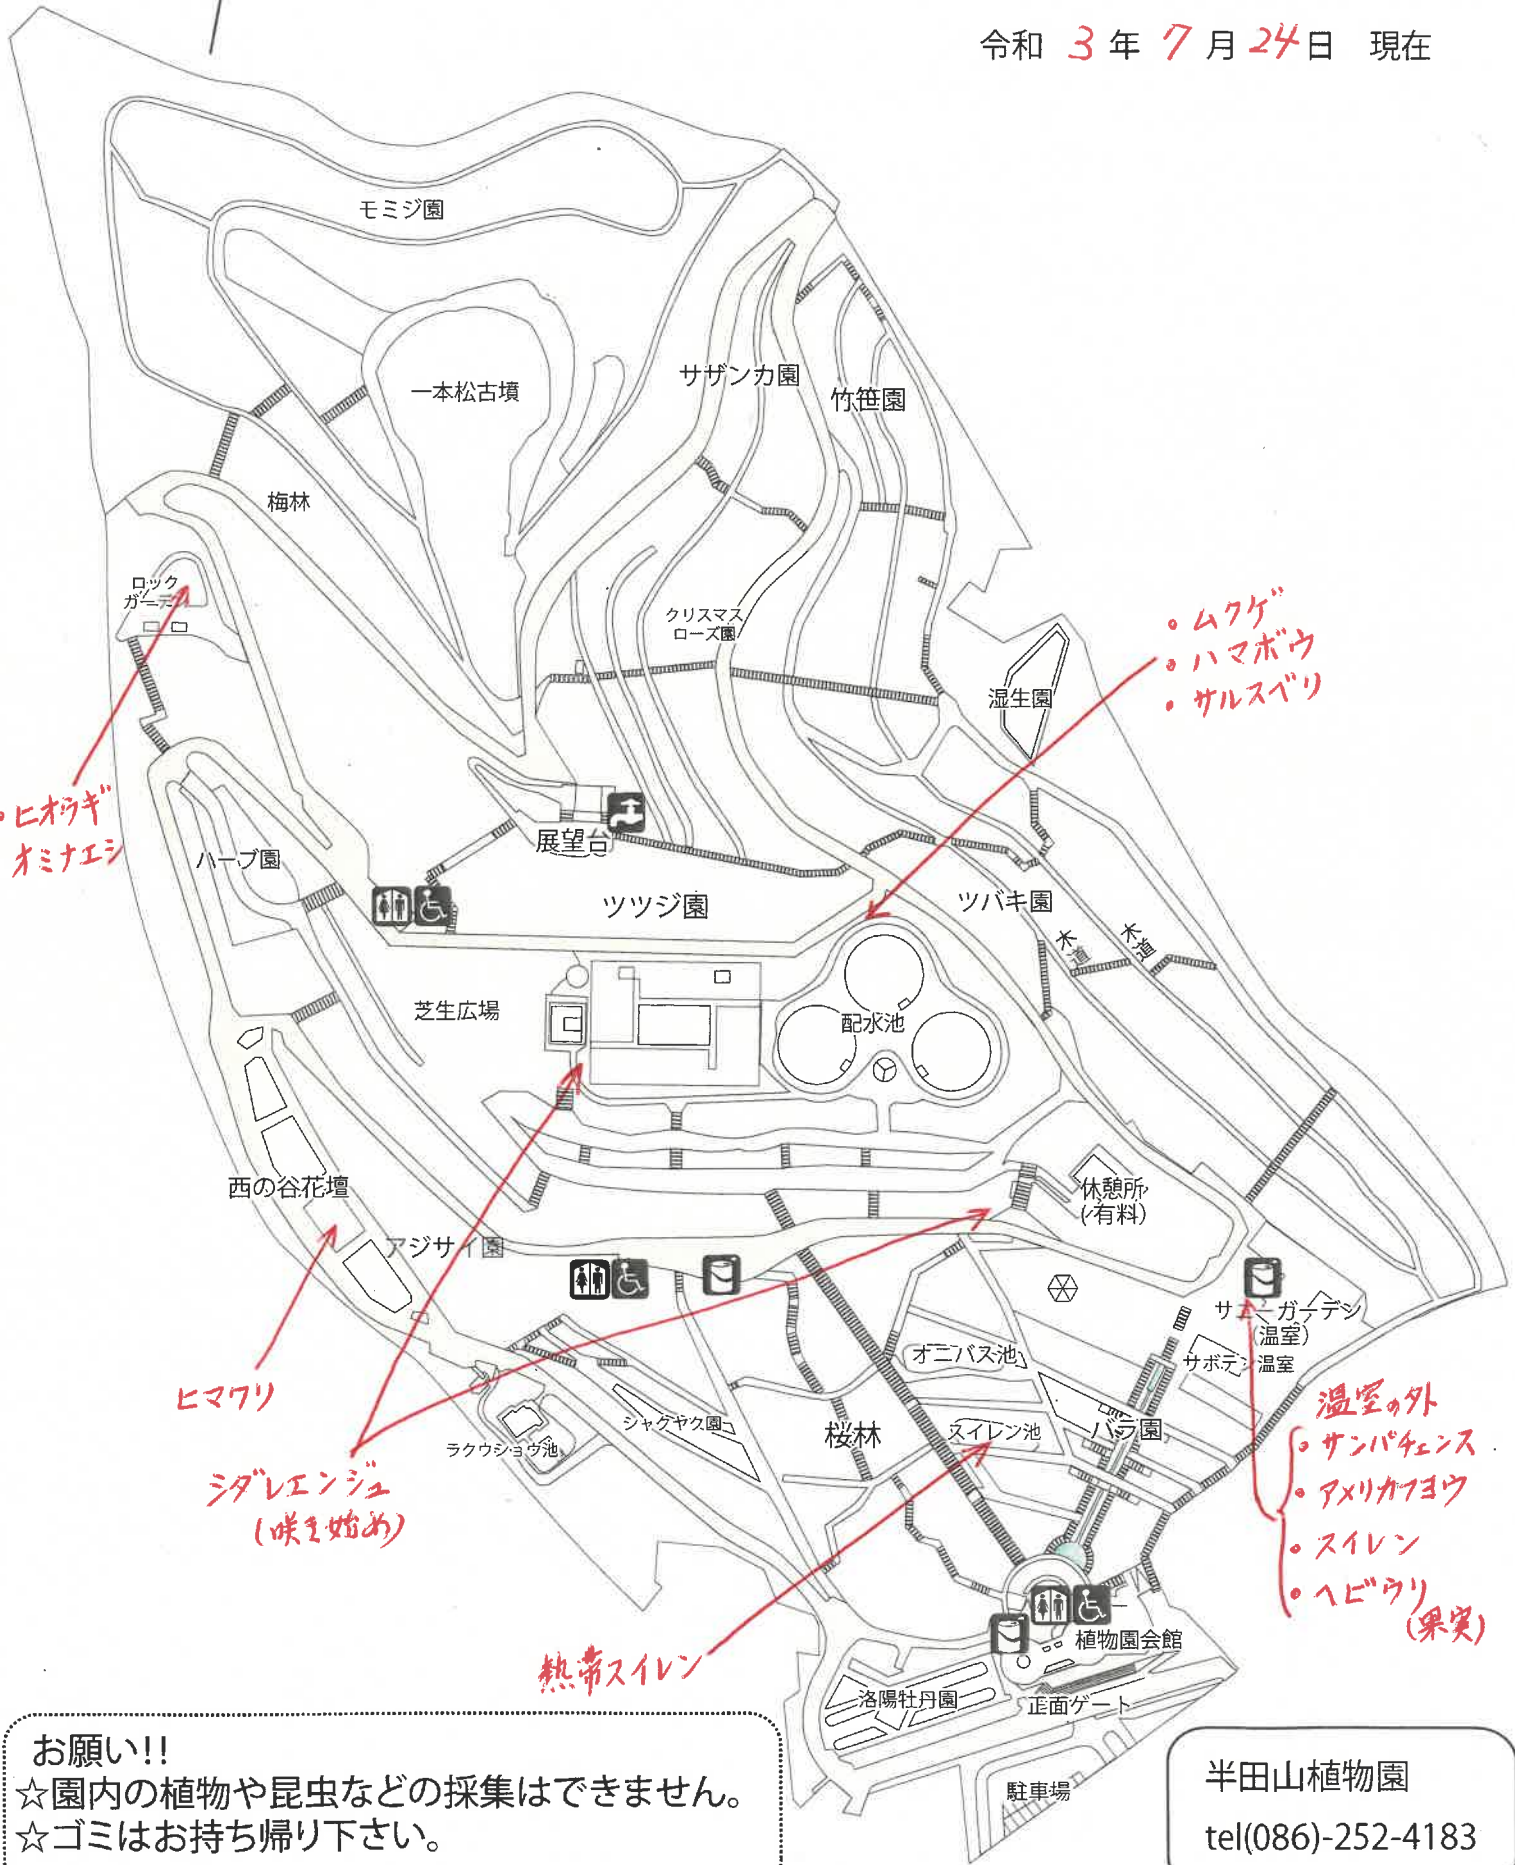 令和 3 年 7 月 24 日 現在
モミジ園
一本松古墳
サザンカ園
竹笹園
梅林
ロック
ガーデン
クリスマス
ローズ園
・ムクゲ
・ハマボウ
・サルスベリ
湿生園
・ヒオウギ
オミナエシ
展望台
ハーブ園
ツツジ園
ツバキ園
木道
木道
芝生広場
配水池
西の谷花壇
休憩所
(有料)
アジサイ園
サニーガーデン
(温室)
サボテン温室
オニバス池
ヒマワリ
シャクヤク園
桜林
スイレン池
バラ園
ラクウショウ池
温室の外
・サンパチェンス
・アメリカフヨウ
・スイレン
・ヘビウリ
(果実)
シダレエンジュ
(咲き始め)
熱帯スイレン
植物園会館
洛陽牡丹園
正面ゲート
駐車場
お願い!!
☆園内の植物や昆虫などの採集はできません。
☆ゴミはお持ち帰り下さい。
半田山植物園
tel(086)-252-4183